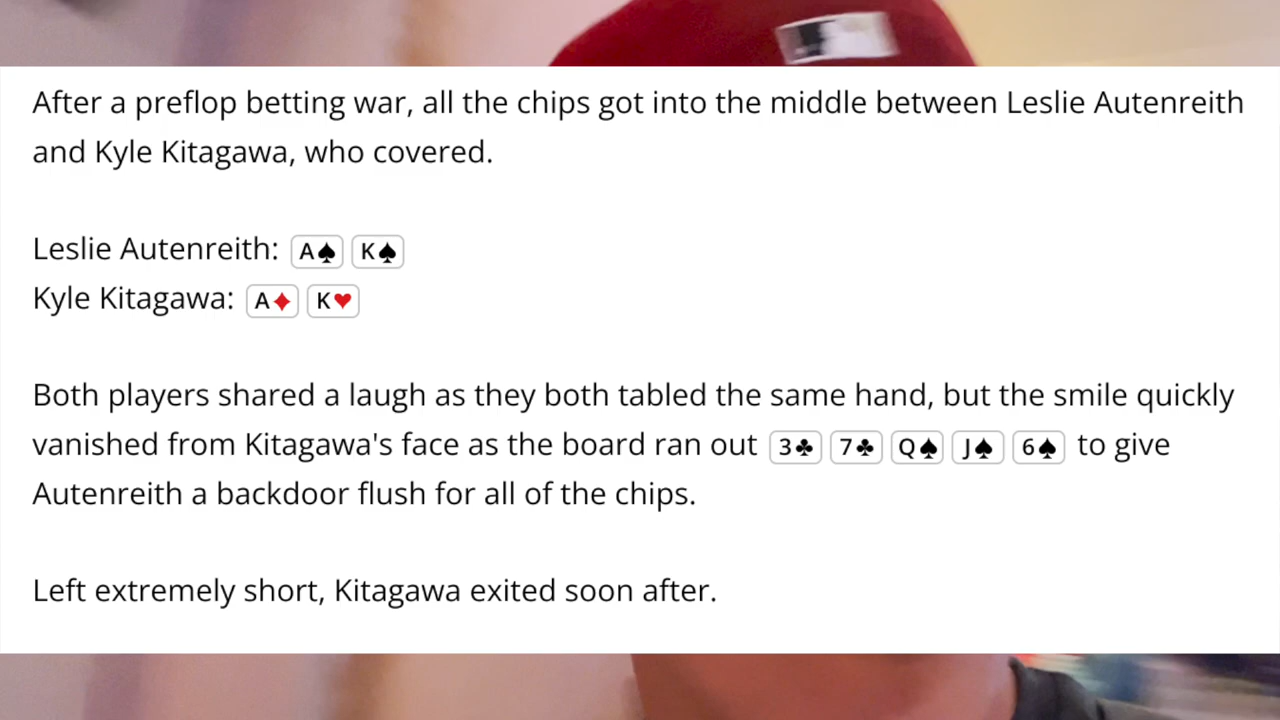 After a preflop betting war, all the chips got into the middle between Leslie Autenreith
and Kyle Kitagawa, who covered.
Leslie Autenreith: A♠ K♠
Kyle Kitagawa: A♦ K♥
Both players shared a laugh as they both tabled the same hand, but the smile quickly
vanished from Kitagawa's face as the board ran out 3♣ 7♣ Q♠ J♠ 6♠ to give
Autenreith a backdoor flush for all of the chips.
Left extremely short, Kitagawa exited soon after.